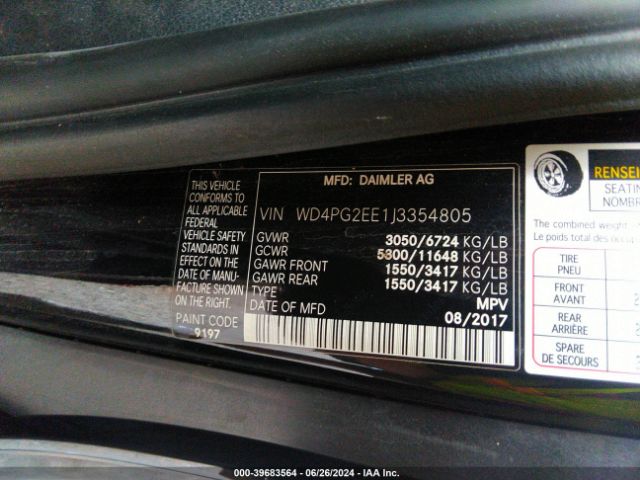 THIS VEHICLE
CONFORMS TO ALL
APPLICABLE
FEDERAL
VEHICLE SAFETY
STANDARDS IN
EFFECT ON THE
DATE OF MANU-
FACTURE SHOWN
ON THE RIGHT.
PAINT CODE
9197
MFD: DAIMLER AG
VIN WD4PG2EE1J3354805
GVWR 3050/6724 KG/LB
GCWR 5300/11648 KG/LB
GAWR FRONT 1550/3417 KG/LB
GAWR REAR 1550/3417 KG/LB
TYPE MPV
DATE OF MFD 08/2017
RENSEI
SEATIN
NOMBR
The combined weight
Le poids total des
TIRE
PNEU
FRONT
AVANT
REAR
ARRIÈRE
SPARE
DE SECOURS
000-39683564 | 06/26/2024 | IAA Inc.